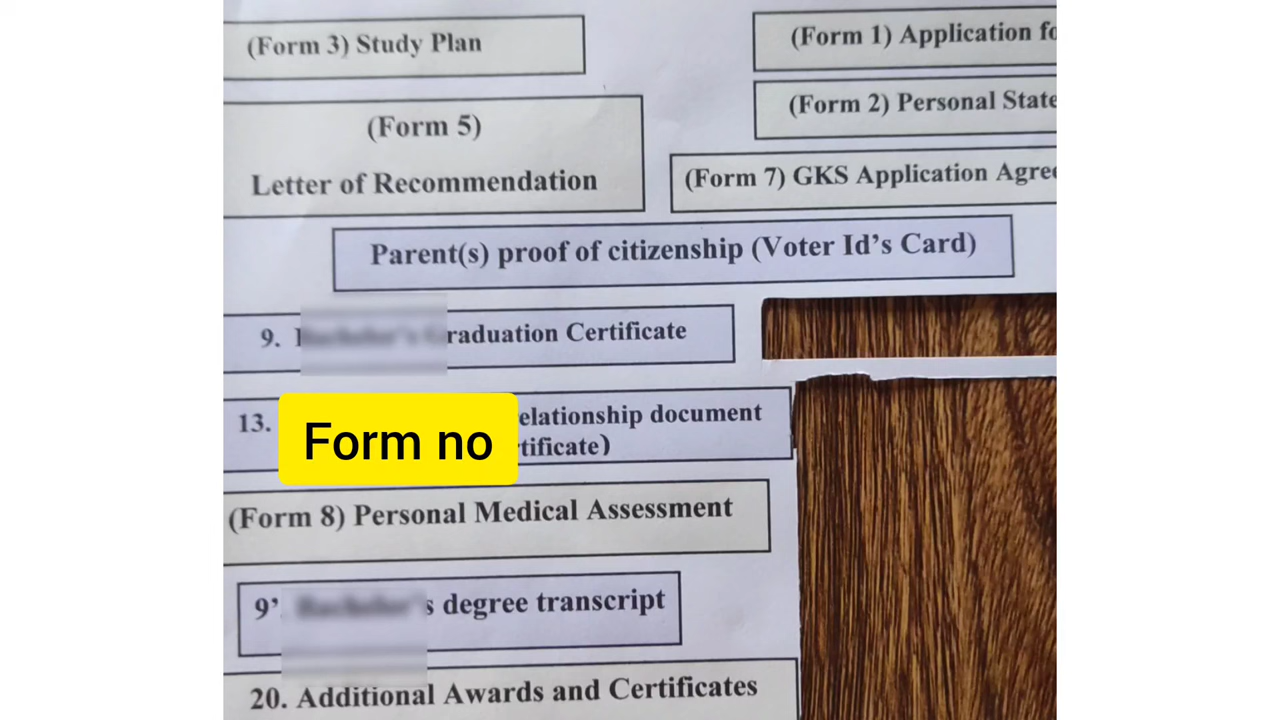 (Form 3) Study Plan
(Form 1) Application fo
(Form 2) Personal State
(Form 5)
Letter of Recommendation
(Form 7) GKS Application Agree
Parent(s) proof of citizenship (Voter Id's Card)
9. raduation Certificate
13. elationship document
Form no
tificate)
(Form 8) Personal Medical Assessment
9’ s degree transcript
20. Additional Awards and Certificates